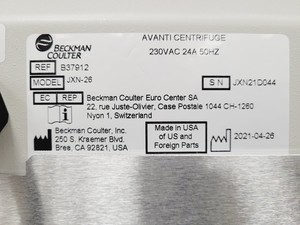 AVANTI CENTRIFUGE
BECKMAN
COULTER
230VAC 24A 50HZ
REF B37912
MODEL JXN-26
SN JXN21D044
EC REP Beckman Coulter Euro Center SA
22, rue Juste-Olivier, Case Postale 1044 CH-1260
Nyon 1, Switzerland
Beckman Coulter, Inc.
250 S. Kraemer Blvd.
Brea, CA 92821, USA
Made in USA
of US and
Foreign Parts
2021-04-26